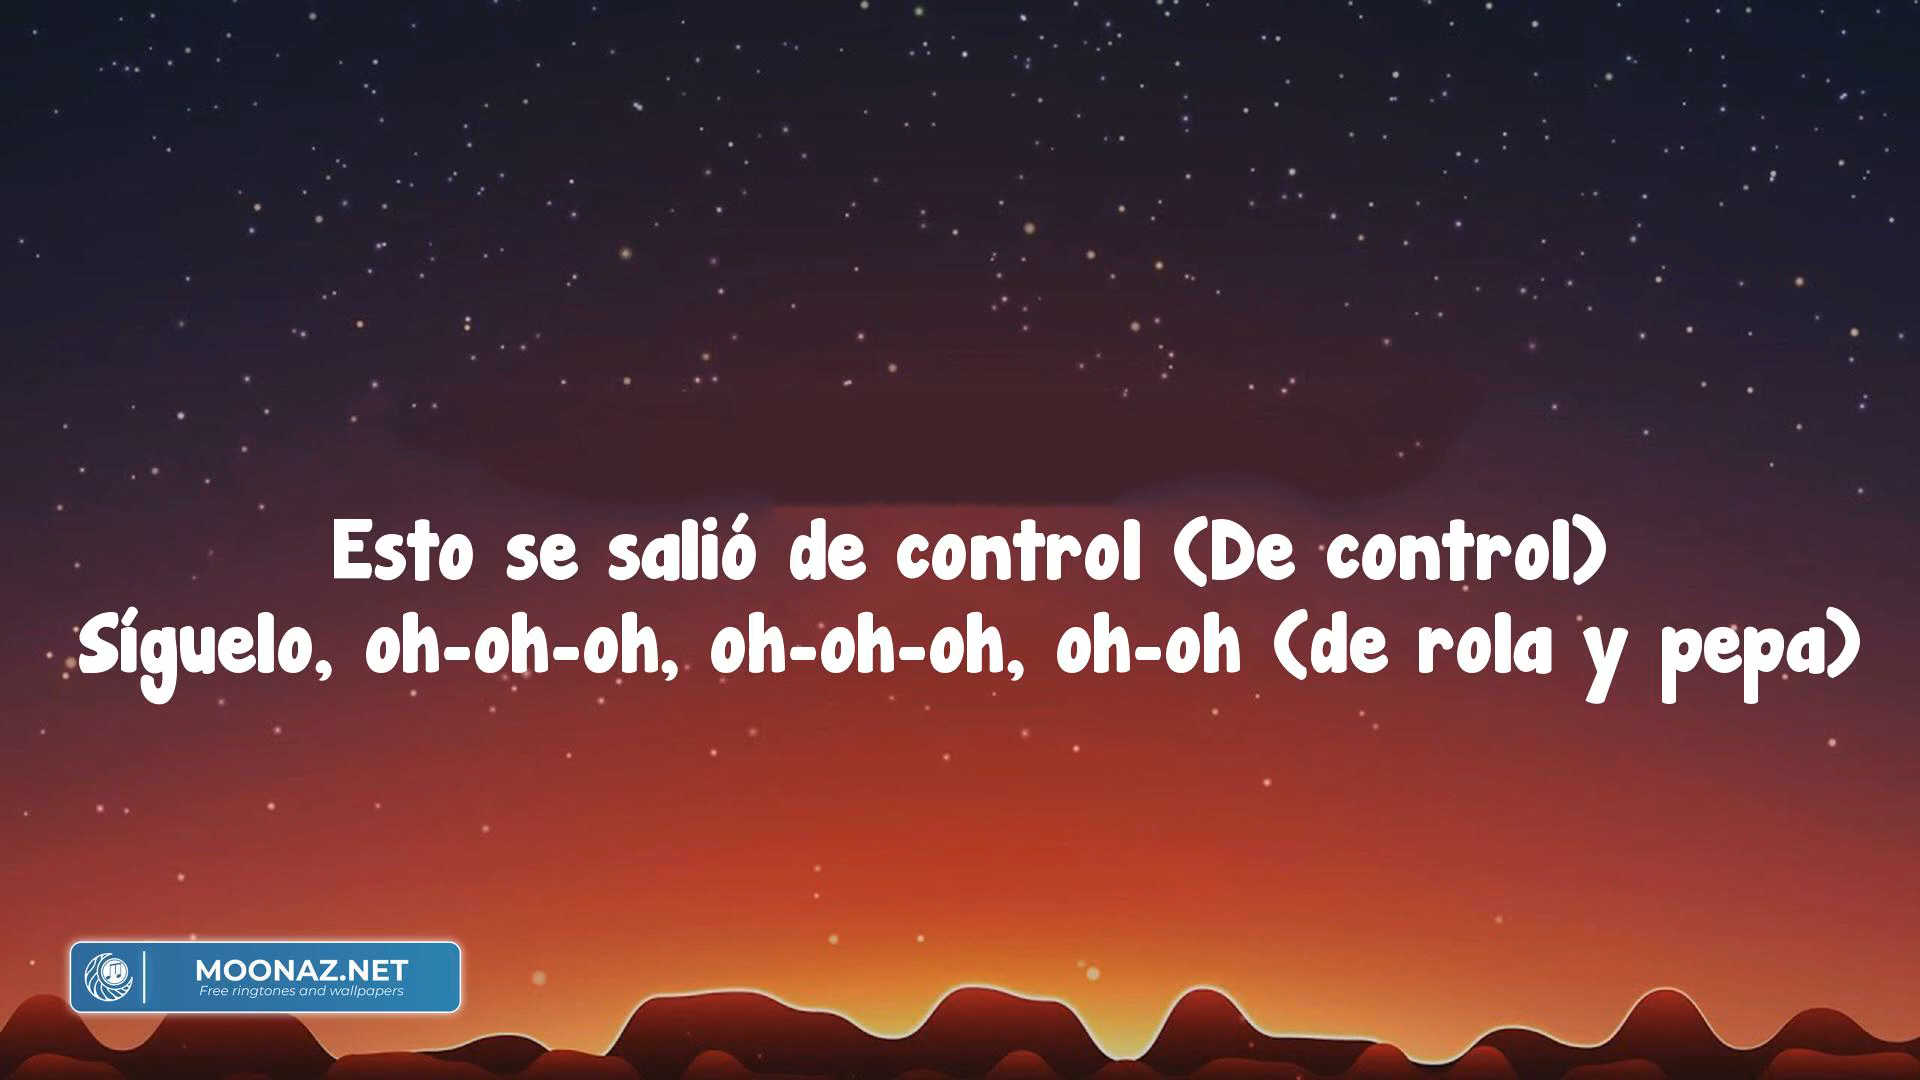 Esto se salió de control (De control)
Síguelo, oh-oh-oh, oh-oh-oh, oh-oh (de rola y pepa)
MOONAZ.NET
Free ringtones and wallpapers